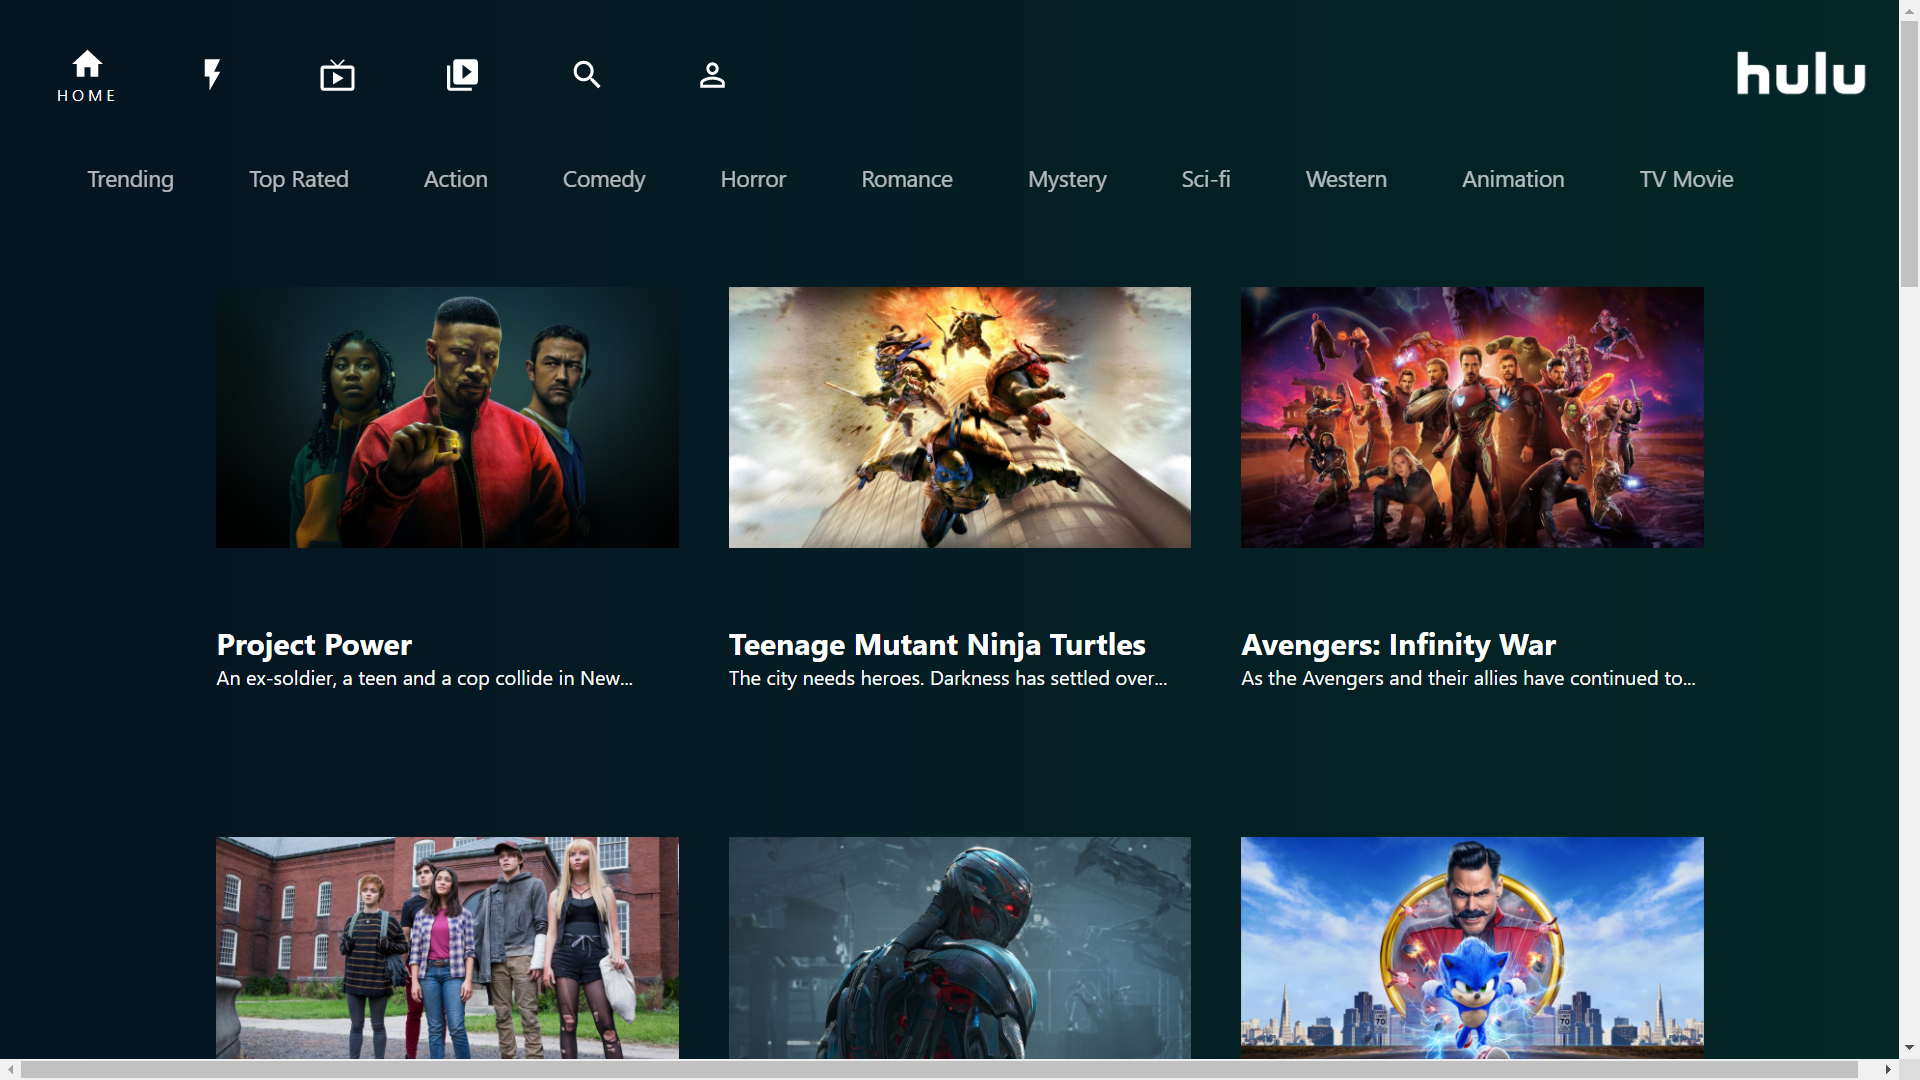 HOME
hulu
Trending Top Rated Action Comedy Horror Romance Mystery Sci-fi Western Animation TV Movie
Project Power
An ex-soldier, a teen and a cop collide in New...
Teenage Mutant Ninja Turtles
The city needs heroes. Darkness has settled over...
Avengers: Infinity War
As the Avengers and their allies have continued to...